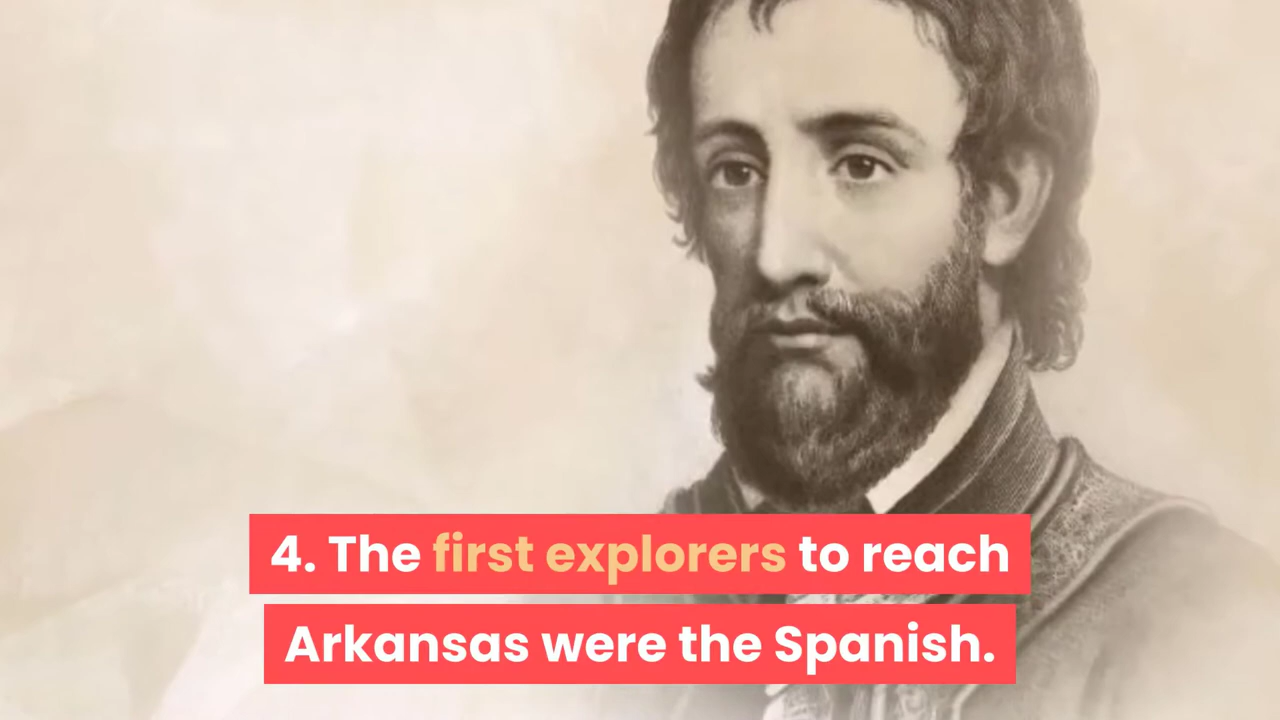 4. The first explorers to reach
Arkansas were the Spanish.